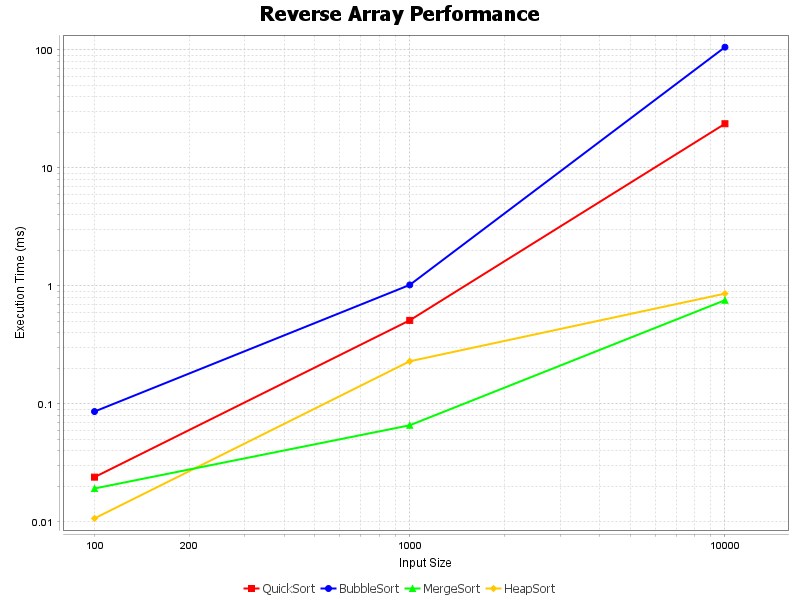 Reverse Array Performance
Execution Time (ms)
100
10
1
0.1
0.01
100 200 1000 10000
Input Size
QuickSort BubbleSort MergeSort HeapSort